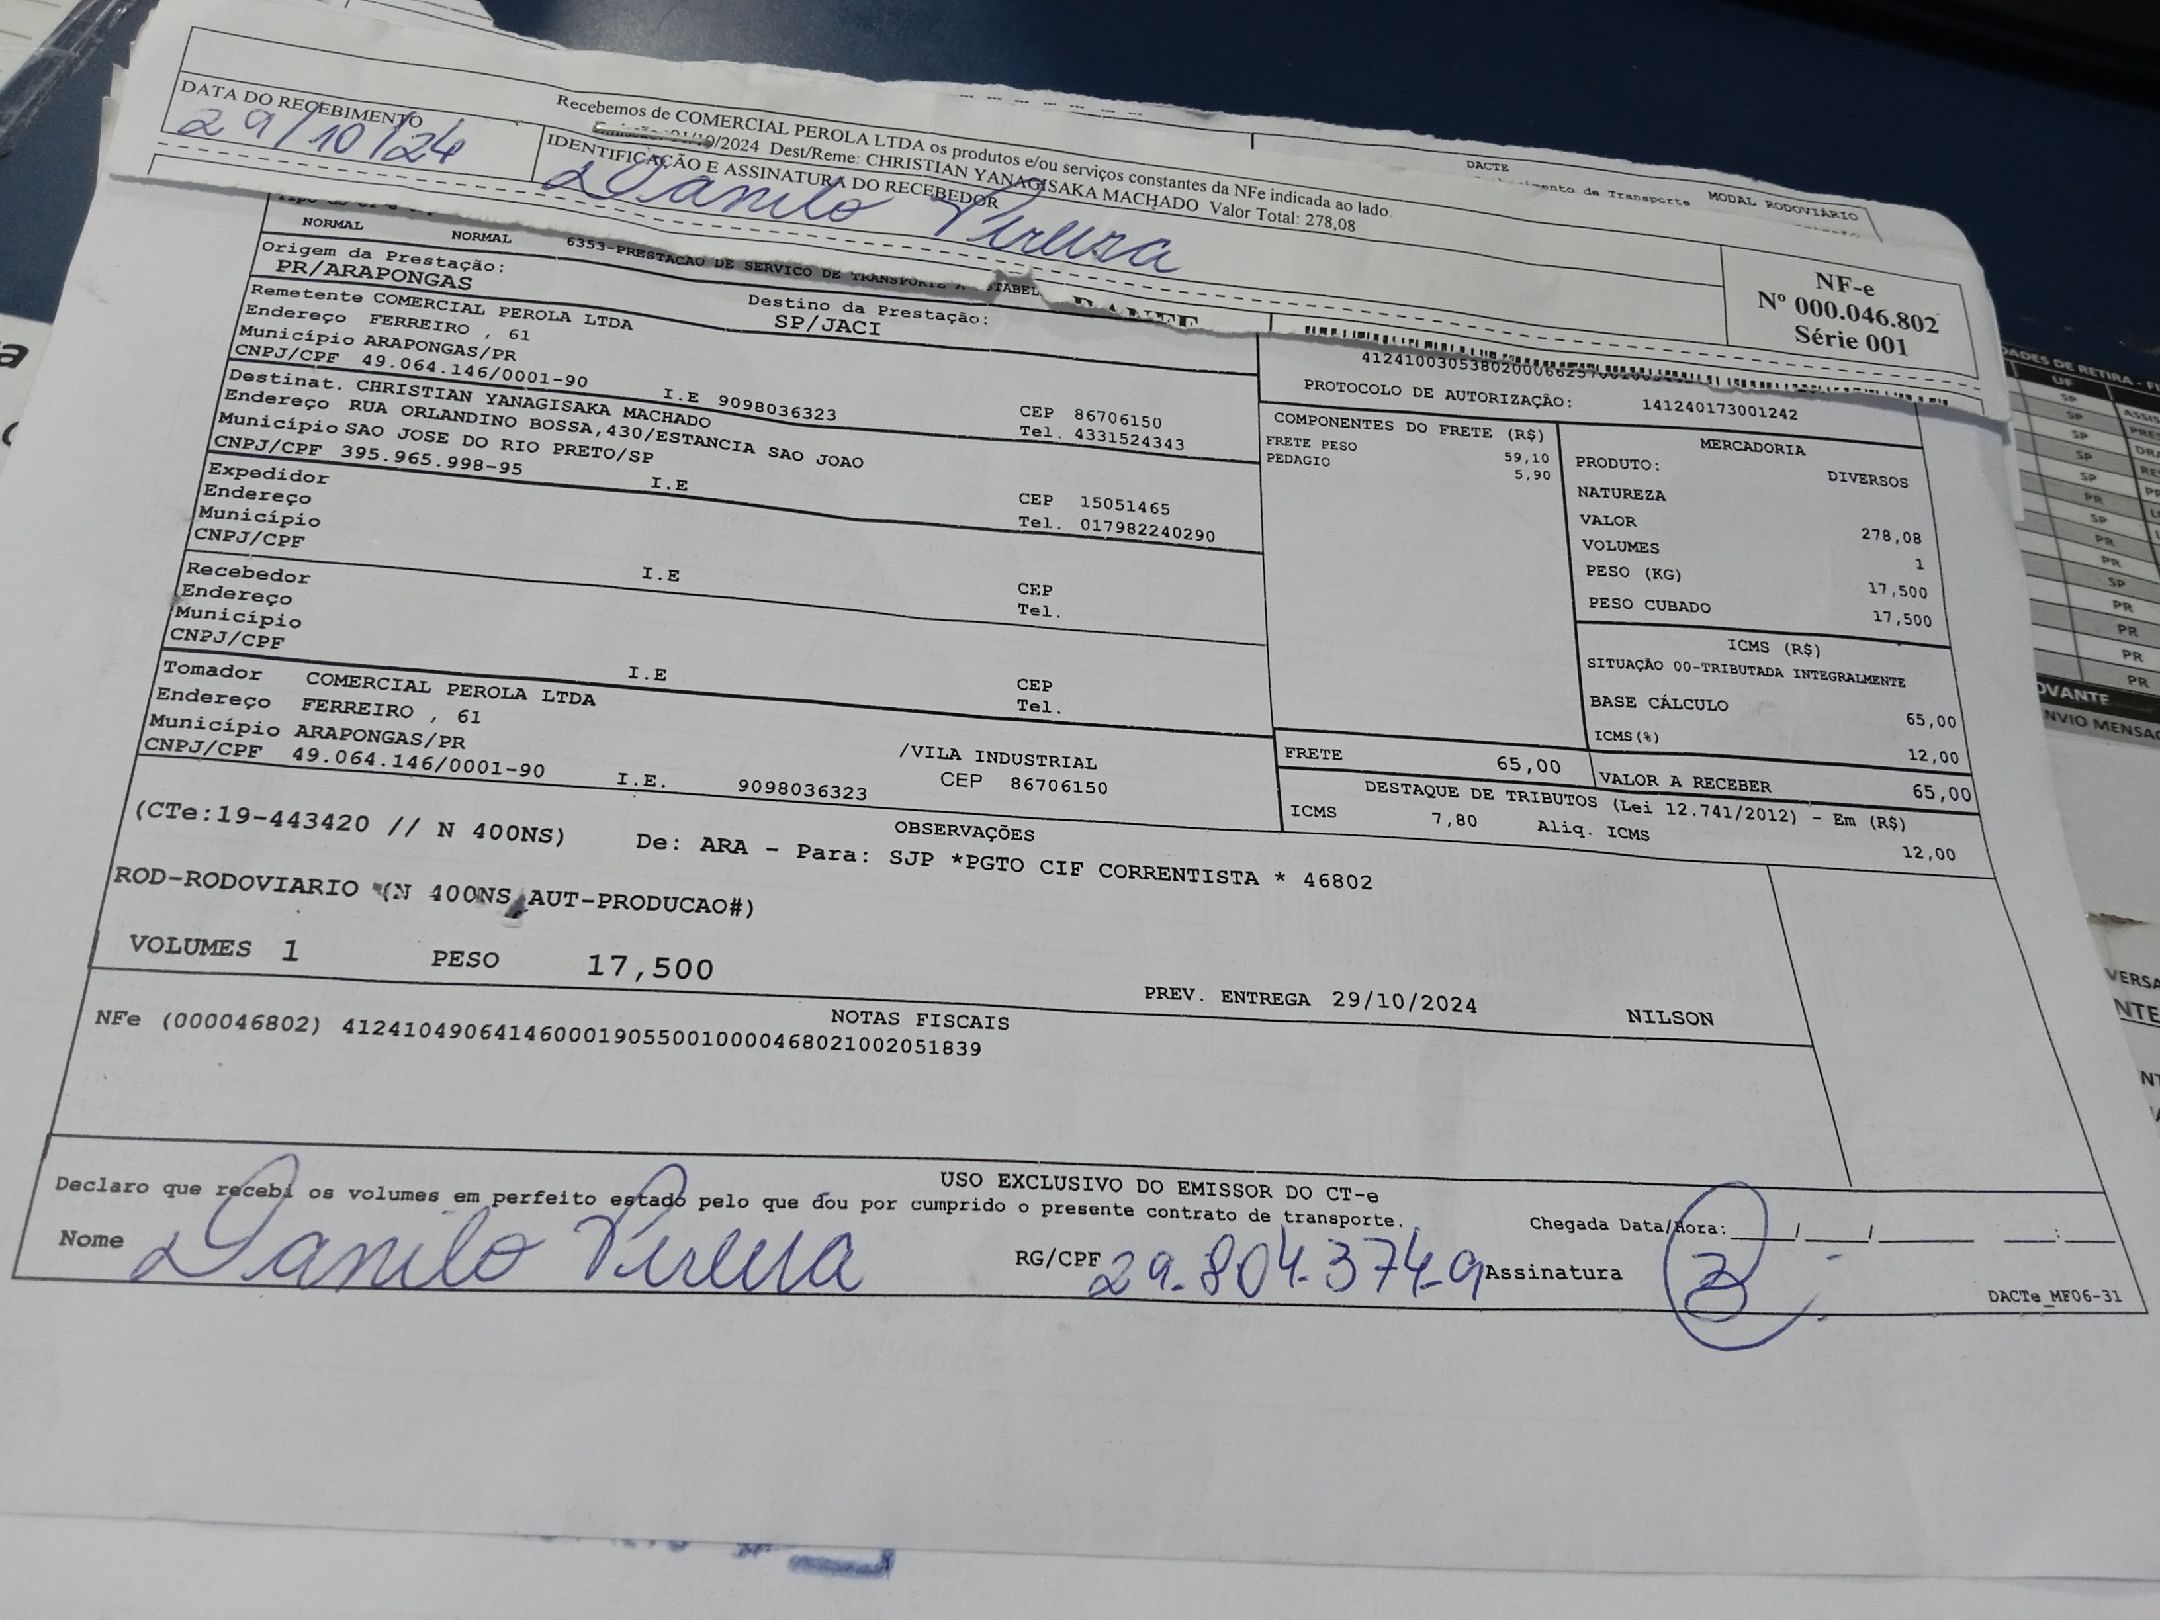 Recebemos de COMERCIAL PEROLA LTDA os produtos e/ou serviços constantes da NFe indicada ao lado.
/2024 Dest/Reme: CHRISTIAN YANAGISAKA MACHADO Valor Total: 278,08
DATA DO RECEBIMENTO
29/10/24
IDENTIFICAÇÃO E ASSINATURA DO RECEBEDOR
Danilo
DACTE
de Transporte
MODAL RODOVIÁRIO
NF-e
Nº 000.046.802
Série 001
NORMAL NORMAL 6353-PRESTACAO DE SERVICO DE TRANSPORTE A
Origem da Prestação:
PR/ARAPONGAS
Destino da Prestação:
SP/JACI
Remetente COMERCIAL PEROLA LTDA
Endereço FERREIRO , 61
Município ARAPONGAS/PR
CNPJ/CPF 49.064.146/0001-90 I.E 9098036323
CEP 86706150
Tel. 4331524343
Destinat. CHRISTIAN YANAGISAKA MACHADO
Endereço RUA ORLANDINO BOSSA,430/ESTANCIA SAO JOAO
Município SAO JOSE DO RIO PRETO/SP
CNPJ/CPF 395.965.998-95 I.E
CEP 15051465
Tel. 017982240290
Expedidor
Endereço
Município
CNPJ/CPF I.E
CEP
Tel.
Recebedor
Endereço
Município
CNPJ/CPF I.E
CEP
Tel.
Tomador COMERCIAL PEROLA LTDA
Endereço FERREIRO , 61
Município ARAPONGAS/PR
CNPJ/CPF 49.064.146/0001-90 I.E. 9098036323
/VILA INDUSTRIAL
CEP 86706150
PROTOCOLO DE AUTORIZAÇÃO: 141240173001242
COMPONENTES DO FRETE (R$)
FRETE PESO 59,10
PEDAGIO 5,90
MERCADORIA
PRODUTO: DIVERSOS
NATUREZA
VALOR 278,08
VOLUMES 1
PESO (KG) 17,500
PESO CUBADO 17,500
ICMS (R$)
SITUAÇÃO 00-TRIBUTADA INTEGRALMENTE
BASE CÁLCULO 65,00
ICMS(%) 12,00
FRETE 65,00
VALOR A RECEBER 65,00
DESTAQUE DE TRIBUTOS (Lei 12.741/2012) - Em (R$)
ICMS 7,80 Aliq. ICMS 12,00
OBSERVAÇÕES
(CTe:19-443420 // N 400NS) De: ARA - Para: SJP *PGTO CIF CORRENTISTA * 46802
ROD-RODOVIARIO (N 400NS AUT-PRODUCAO#)
VOLUMES 1 PESO 17,500
PREV. ENTREGA 29/10/2024 NILSON
NOTAS FISCAIS
NFe (000046802) 41241049064146000190550010000468021002051839
USO EXCLUSIVO DO EMISSOR DO CT-e
Declaro que recebi os volumes em perfeito estado pelo que dou por cumprido o presente contrato de transporte.
Chegada Data/Hora: / / :
Nome Danilo
RG/CPF 29.804.374-9 Assinatura
DACTe_MF06-31